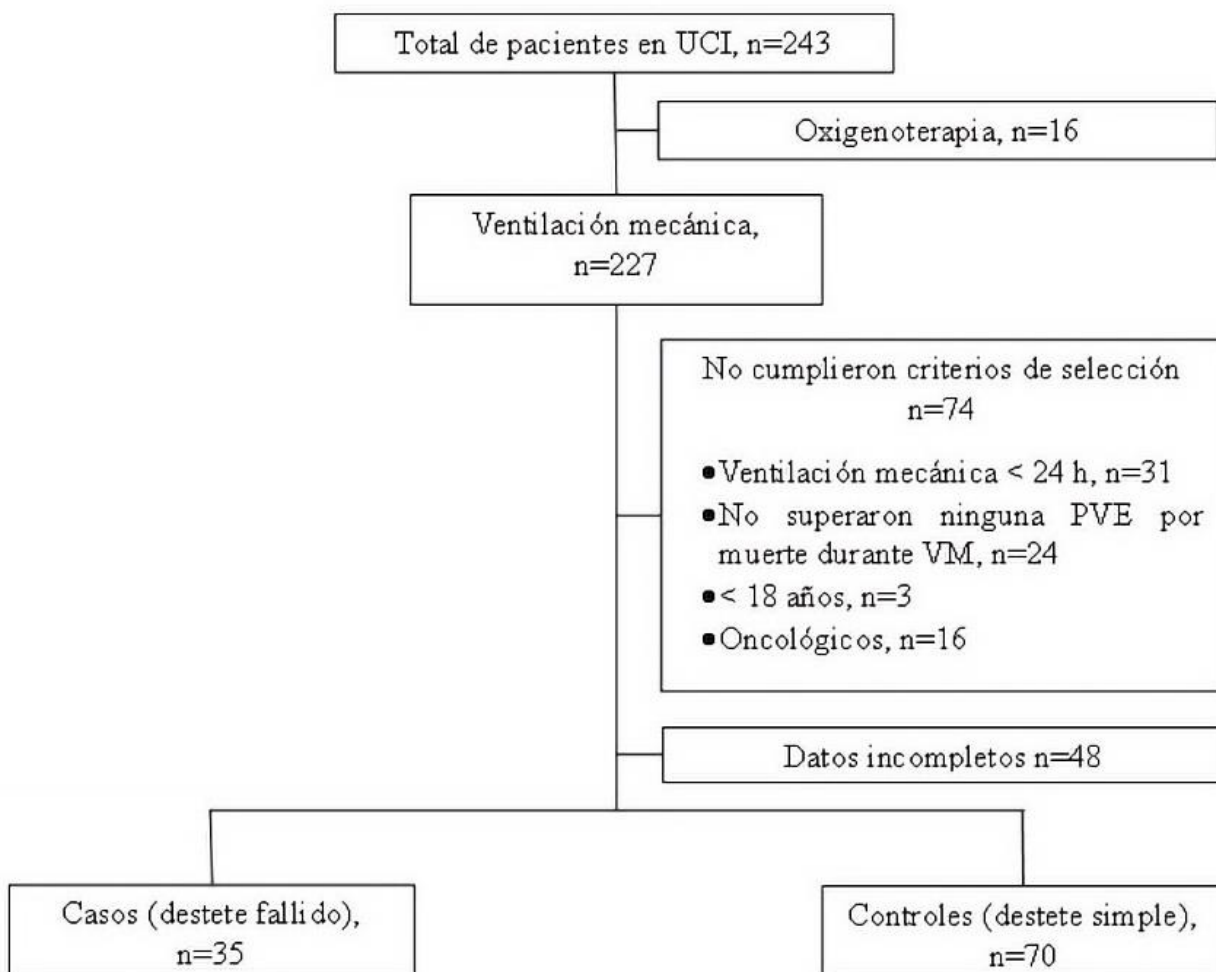 Total de pacientes en UCI, n=243
Oxigenoterapia, n=16
Ventilación mecánica,
n=227
No cumplieron criterios de selección
n=74
•Ventilación mecánica < 24 h, n=31
•No superaron ninguna PVE por
muerte durante VM, n=24
•< 18 años, n=3
•Oncológicos, n=16
Datos incompletos n=48
Casos (destete fallido),
n=35
Controles (destete simple),
n=70